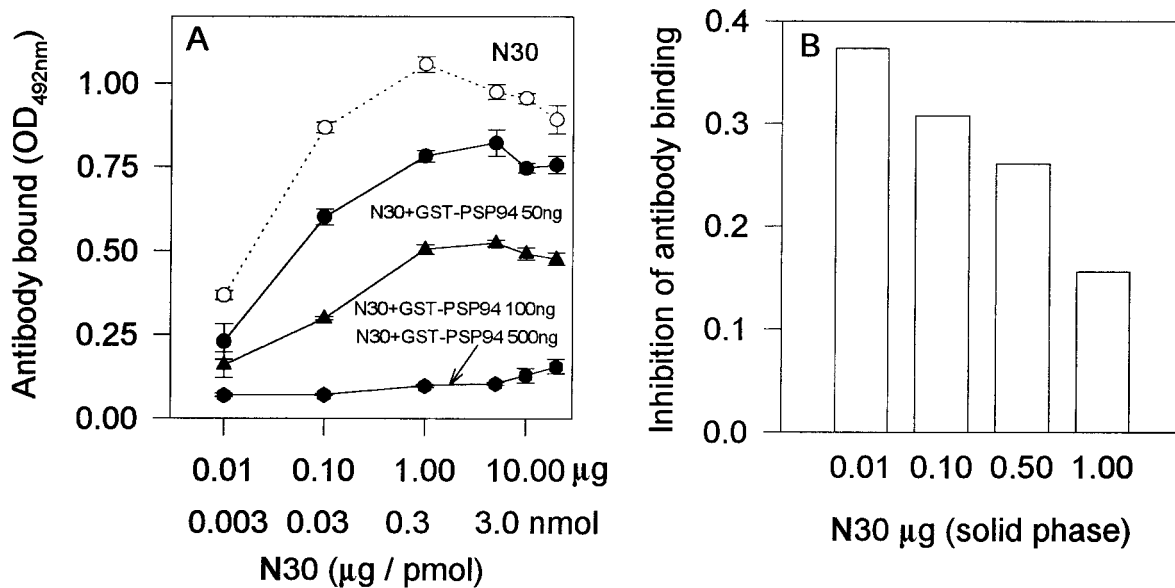 A
N30
Antibody bound (OD492nm)
1.00
0.75
0.50
0.25
0.00
N30+GST-PSP94 50ng
N30+GST-PSP94 100ng
N30+GST-PSP94 500ng
0.01 0.10 1.00 10.00 μg
0.003 0.03 0.3 3.0 nmol
N30 (μg / pmol)
B
Inhibition of antibody binding
0.4
0.3
0.2
0.1
0.0
0.01 0.10 0.50 1.00
N30 μg (solid phase)